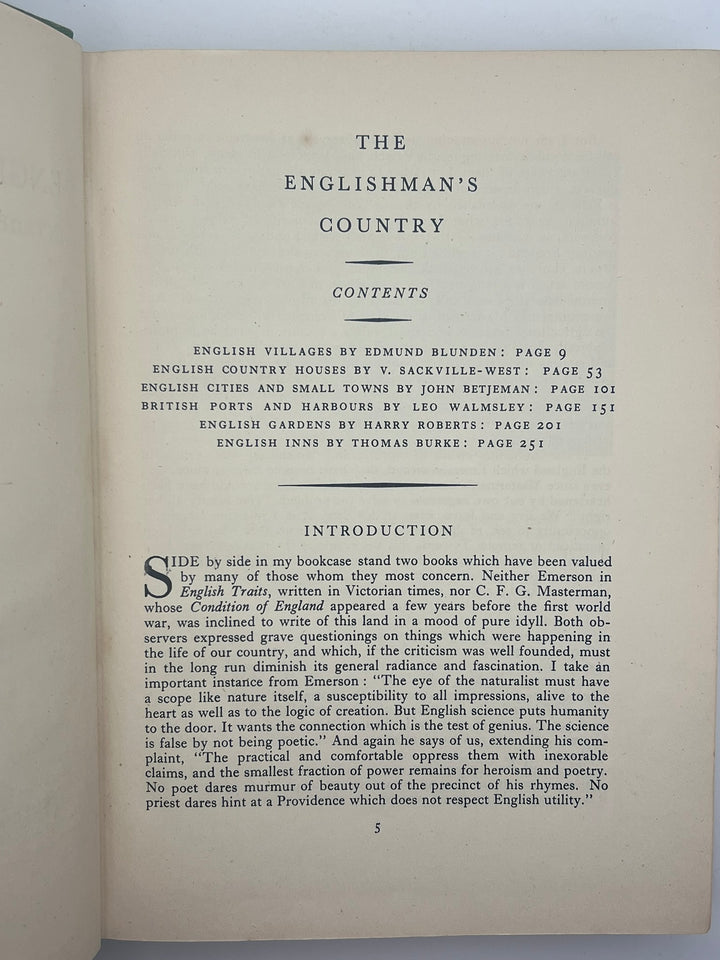 THE
ENGLISHMAN'S
COUNTRY
CONTENTS
ENGLISH VILLAGES BY EDMUND BLUNDEN: PAGE 9
ENGLISH COUNTRY HOUSES BY V. SACKVILLE-WEST: PAGE 53
ENGLISH CITIES AND SMALL TOWNS BY JOHN BETJEMAN: PAGE 101
BRITISH PORTS AND HARBOURS BY LEO WALMSLEY: PAGE 151
ENGLISH GARDENS BY HARRY ROBERTS: PAGE 201
ENGLISH INNS BY THOMAS BURKE: PAGE 251
INTRODUCTION
SIDE by side in my bookcase stand two books which have been valued
by many of those whom they most concern. Neither Emerson in
English Traits, written in Victorian times, nor C. F. G. Masterman,
whose Condition of England appeared a few years before the first world
war, was inclined to write of this land in a mood of pure idyll. Both ob-
servers expressed grave questionings on things which were happening in
the life of our country, and which, if the criticism was well founded, must
in the long run diminish its general radiance and fascination. I take an
important instance from Emerson : "The eye of the naturalist must have
a scope like nature itself, a susceptibility to all impressions, alive to the
heart as well as to the logic of creation. But English science puts humanity
to the door. It wants the connection which is the test of genius. The science
is false by not being poetic." And again he says of us, extending his com-
plaint, "The practical and comfortable oppress them with inexorable
claims, and the smallest fraction of power remains for heroism and poetry.
No poet dares murmur of beauty out of the precinct of his rhymes. No
priest dares hint at a Providence which does not respect English utility."
5